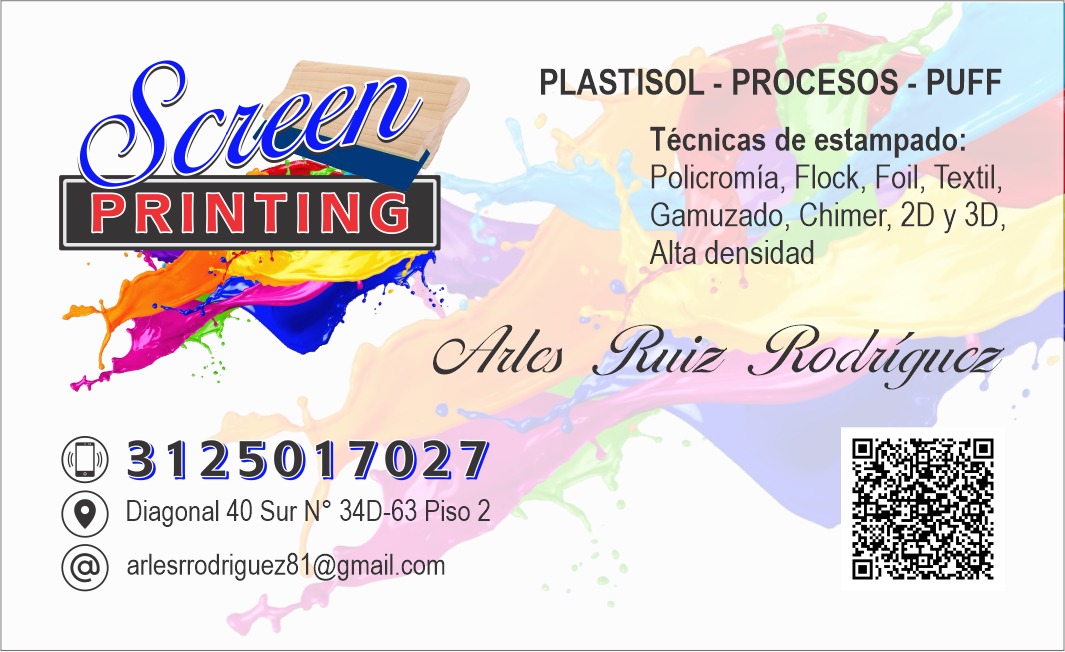 Screen
PRINTING
PLASTISOL - PROCESOS - PUFF
Técnicas de estampado:
Policromía, Flock, Foil, Textil,
Gamuzado, Chimer, 2D y 3D,
Alta densidad
Arles Ruiz Rodríguez
3125017027
Diagonal 40 Sur N° 34D-63 Piso 2
@
arlesrrodriguez81@gmail.com